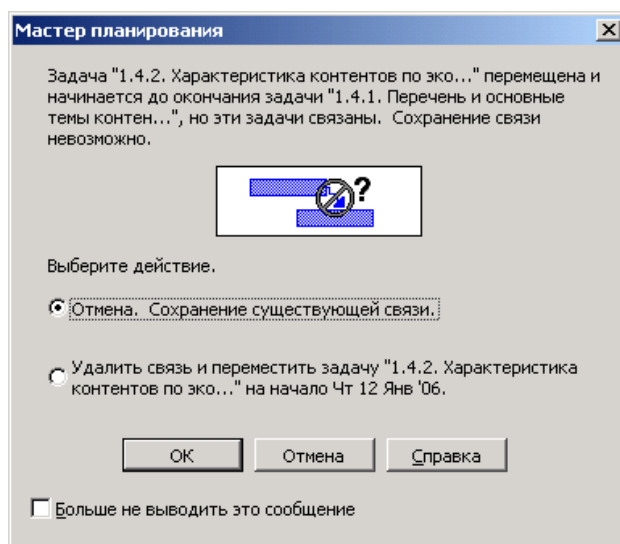 Мастер планирования
Задача "1.4.2. Характеристика контентов по эко..." перемещена и
начинается до окончания задачи "1.4.1. Перечень и основные
темы контен...", но эти задачи связаны. Сохранение связи
невозможно.
?
Выберите действие.
Отмена. Сохранение существующей связи.
Удалить связь и переместить задачу "1.4.2. Характеристика
контентов по эко..." на начало Чт 12 Янв '06.
ОК Отмена Справка
Больше не выводить это сообщение